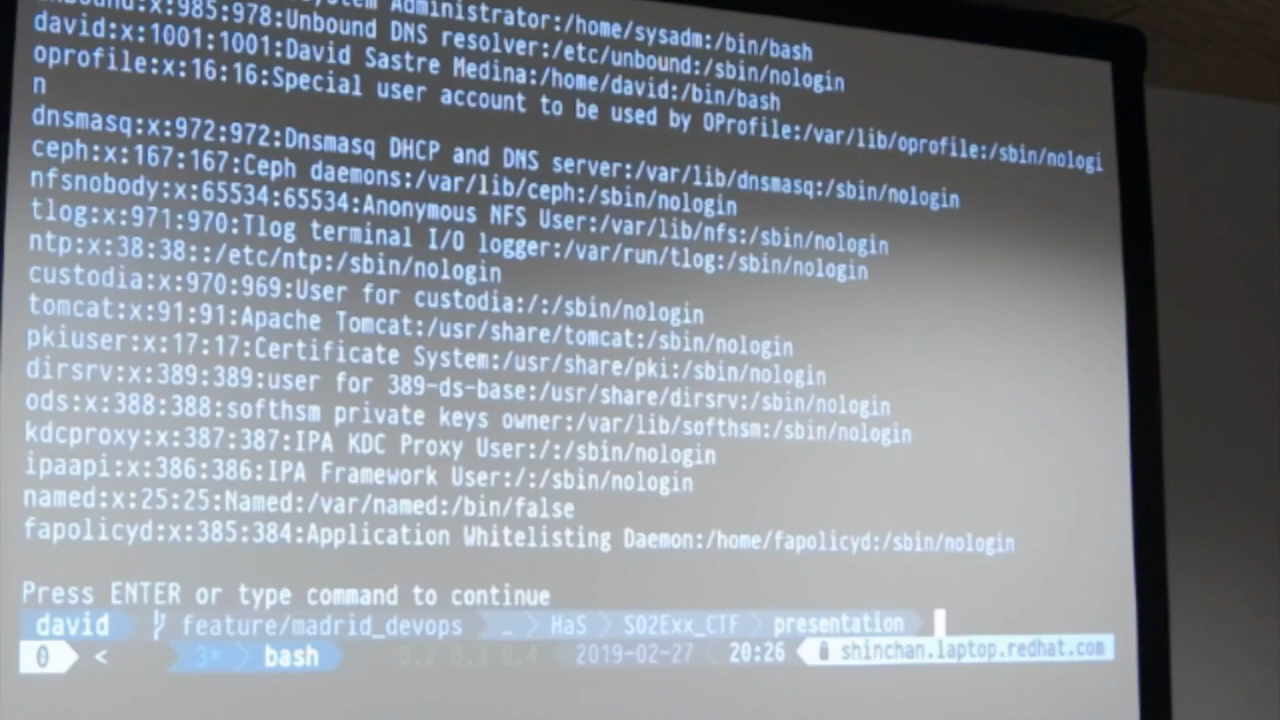 System Administrator:/home/sysadm:/bin/bash
unbound:x:985:978:Unbound DNS resolver:/etc/unbound:/sbin/nologin
david:x:1001:1001:David Sastre Medina:/home/david:/bin/bash
oprofile:x:16:16:Special user account to be used by OProfile:/var/lib/oprofile:/sbin/nologi
n
dnsmasq:x:972:972:Dnsmasq DHCP and DNS server:/var/lib/dnsmasq:/sbin/nologin
ceph:x:167:167:Ceph daemons:/var/lib/ceph:/sbin/nologin
nfsnobody:x:65534:65534:Anonymous NFS User:/var/lib/nfs:/sbin/nologin
tlog:x:971:970:Tlog terminal I/O logger:/var/run/tlog:/sbin/nologin
ntp:x:38:38::/etc/ntp:/sbin/nologin
custodia:x:970:969:User for custodia:/:/sbin/nologin
tomcat:x:91:91:Apache Tomcat:/usr/share/tomcat:/sbin/nologin
pkiuser:x:17:17:Certificate System:/usr/share/pki:/sbin/nologin
dirsrv:x:389:389:user for 389-ds-base:/usr/share/dirsrv:/sbin/nologin
ods:x:388:388:softhsm private keys owner:/var/lib/softhsm:/sbin/nologin
kdcproxy:x:387:387:IPA KDC Proxy User:/:/sbin/nologin
ipaapi:x:386:386:IPA Framework User:/:/sbin/nologin
named:x:25:25:Named:/var/named:/bin/false
fapolicyd:x:385:384:Application Whitelisting Daemon:/home/fapolicyd:/sbin/nologin
Press ENTER or type command to continue
david feature/madrid_devops … HaS S02Exx_CTF presentation
0 < 3* bash 0.2 0.3 0.4 2019-02-27 < 20:26 shinchan.laptop.redhat.com